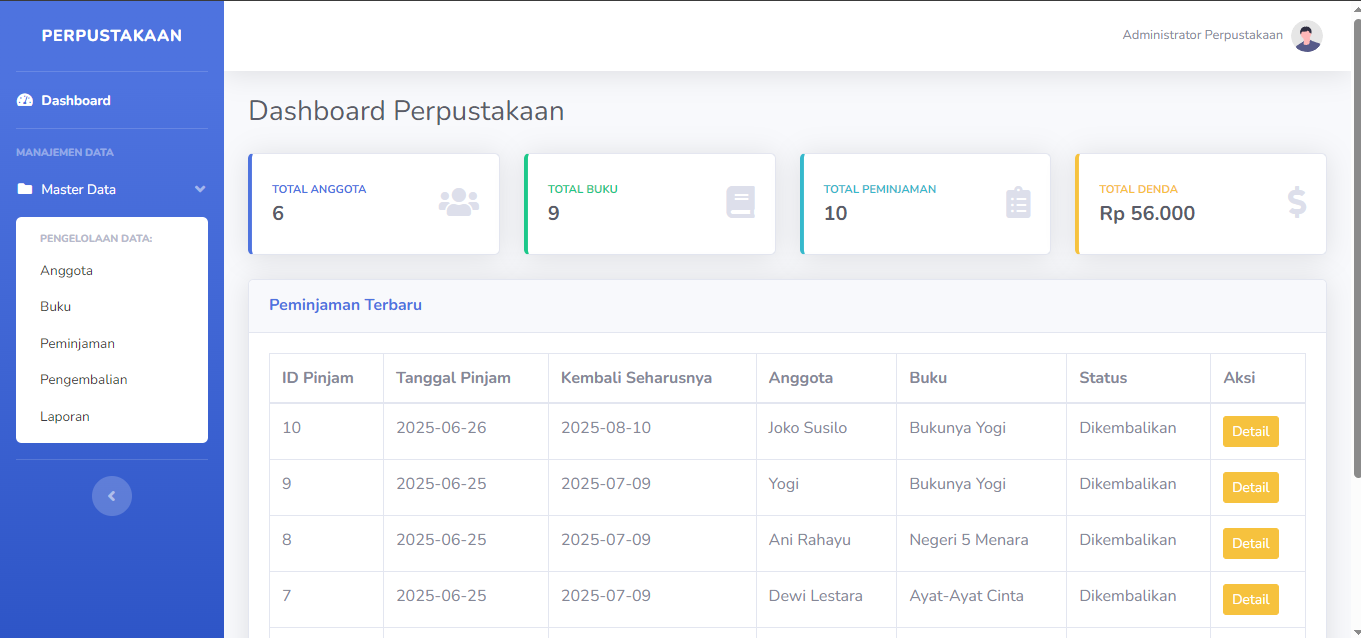 PERPUSTAKAAN
Administrator Perpustakaan
Dashboard
MANAJEMEN DATA
Master Data
PENGELOLAAN DATA:
Anggota
Buku
Peminjaman
Pengembalian
Laporan
Dashboard Perpustakaan
TOTAL ANGGOTA
6
TOTAL BUKU
9
TOTAL PEMINJAMAN
10
TOTAL DENDA
Rp 56.000
Peminjaman Terbaru
ID Pinjam Tanggal Pinjam Kembali Seharusnya Anggota Buku Status Aksi
10 2025-06-26 2025-08-10 Joko Susilo Bukunya Yogi Dikembalikan Detail
9 2025-06-25 2025-07-09 Yogi Bukunya Yogi Dikembalikan Detail
8 2025-06-25 2025-07-09 Ani Rahayu Negeri 5 Menara Dikembalikan Detail
7 2025-06-25 2025-07-09 Dewi Lestara Ayat-Ayat Cinta Dikembalikan Detail